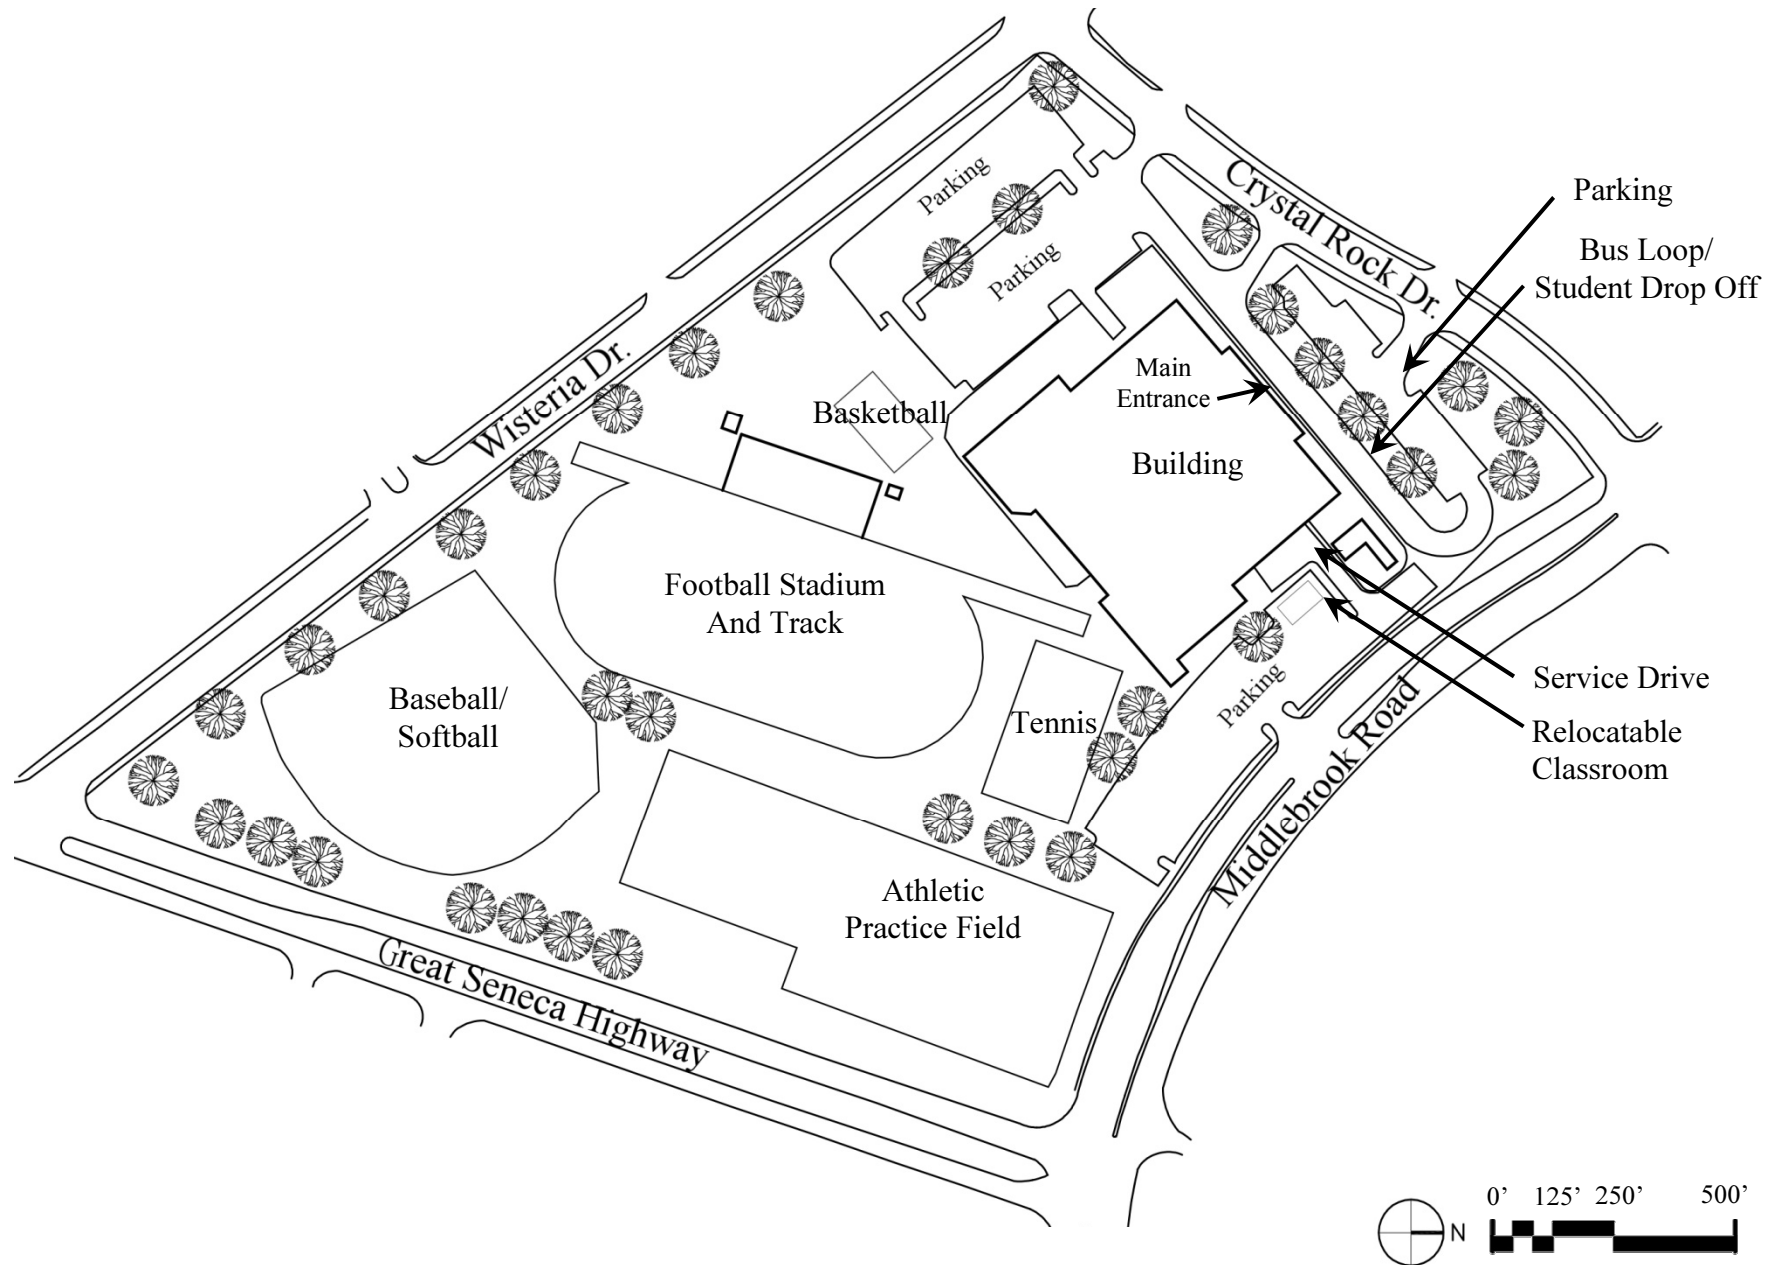 Parking
Parking
Crystal Rock Dr.
Parking
Bus Loop/
Student Drop Off
Wisteria Dr.
Main
Entrance
Basketball
Building
Football Stadium
And Track
Baseball/
Softball
Tennis
Parking
Service Drive
Relocatable
Classroom
Middlebrook Road
Athletic
Practice Field
Great Seneca Highway
N
0’ 125’ 250’ 500’